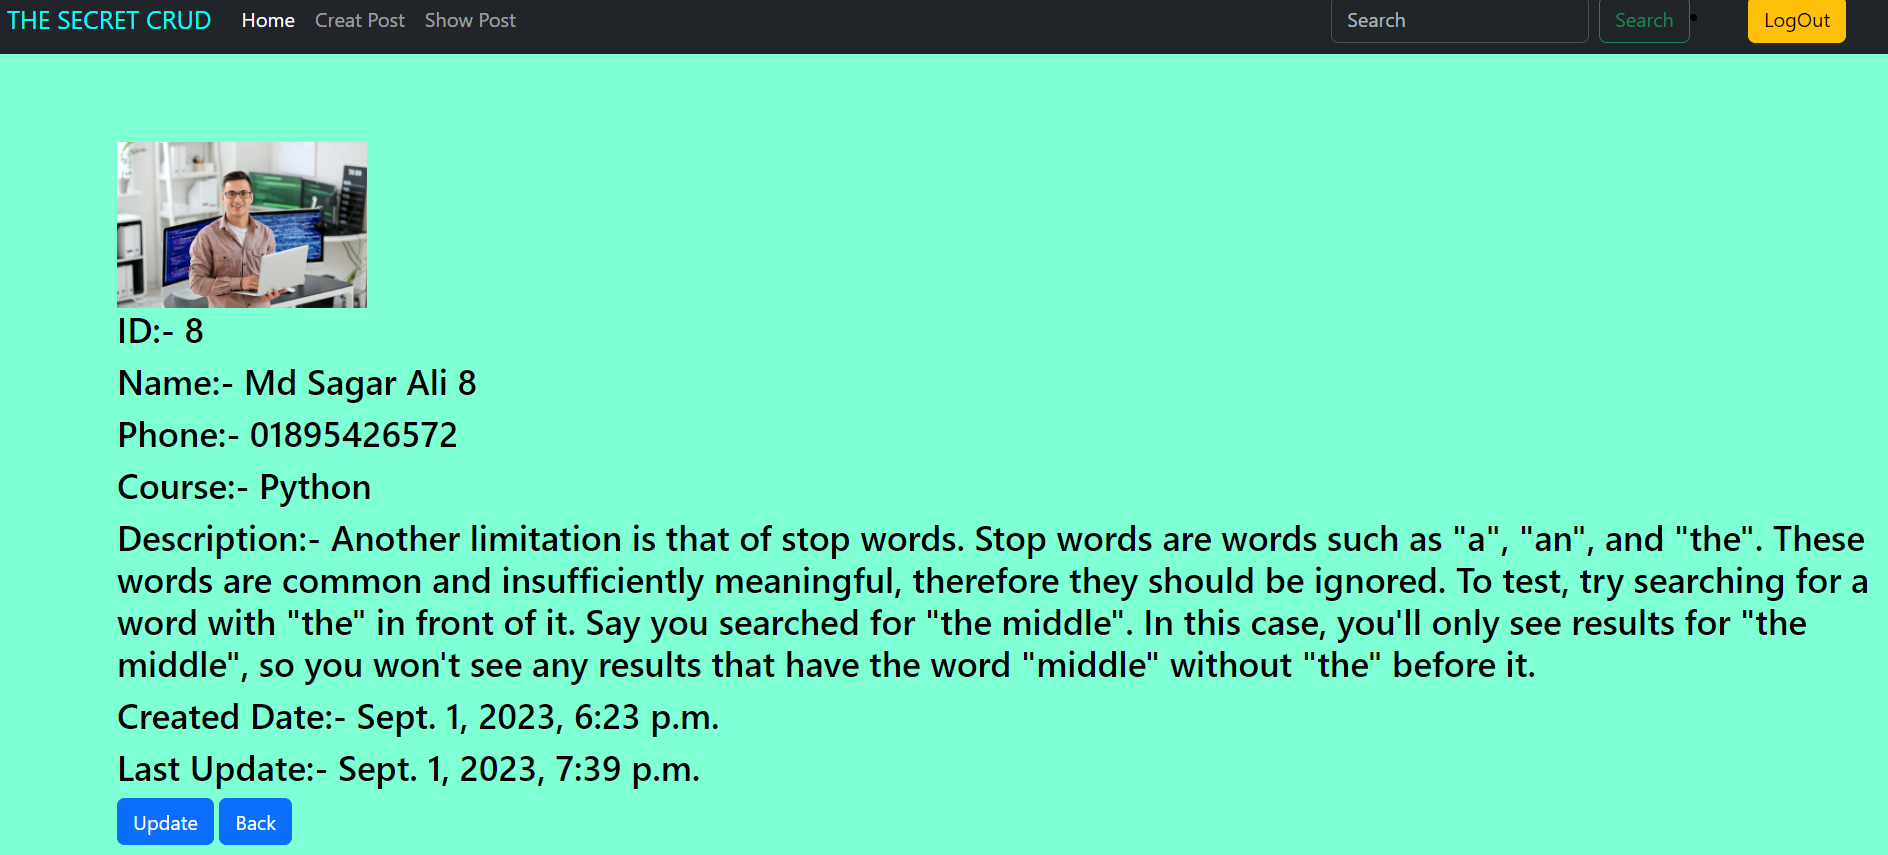 THE SECRET CRUD Home Creat Post Show Post Search Search LogOut
ID:- 8
Name:- Md Sagar Ali 8
Phone:- 01895426572
Course:- Python
Description:- Another limitation is that of stop words. Stop words are words such as "a", "an", and "the". These
words are common and insufficiently meaningful, therefore they should be ignored. To test, try searching for a
word with "the" in front of it. Say you searched for "the middle". In this case, you'll only see results for "the
middle", so you won't see any results that have the word "middle" without "the" before it.
Created Date:- Sept. 1, 2023, 6:23 p.m.
Last Update:- Sept. 1, 2023, 7:39 p.m.
Update Back